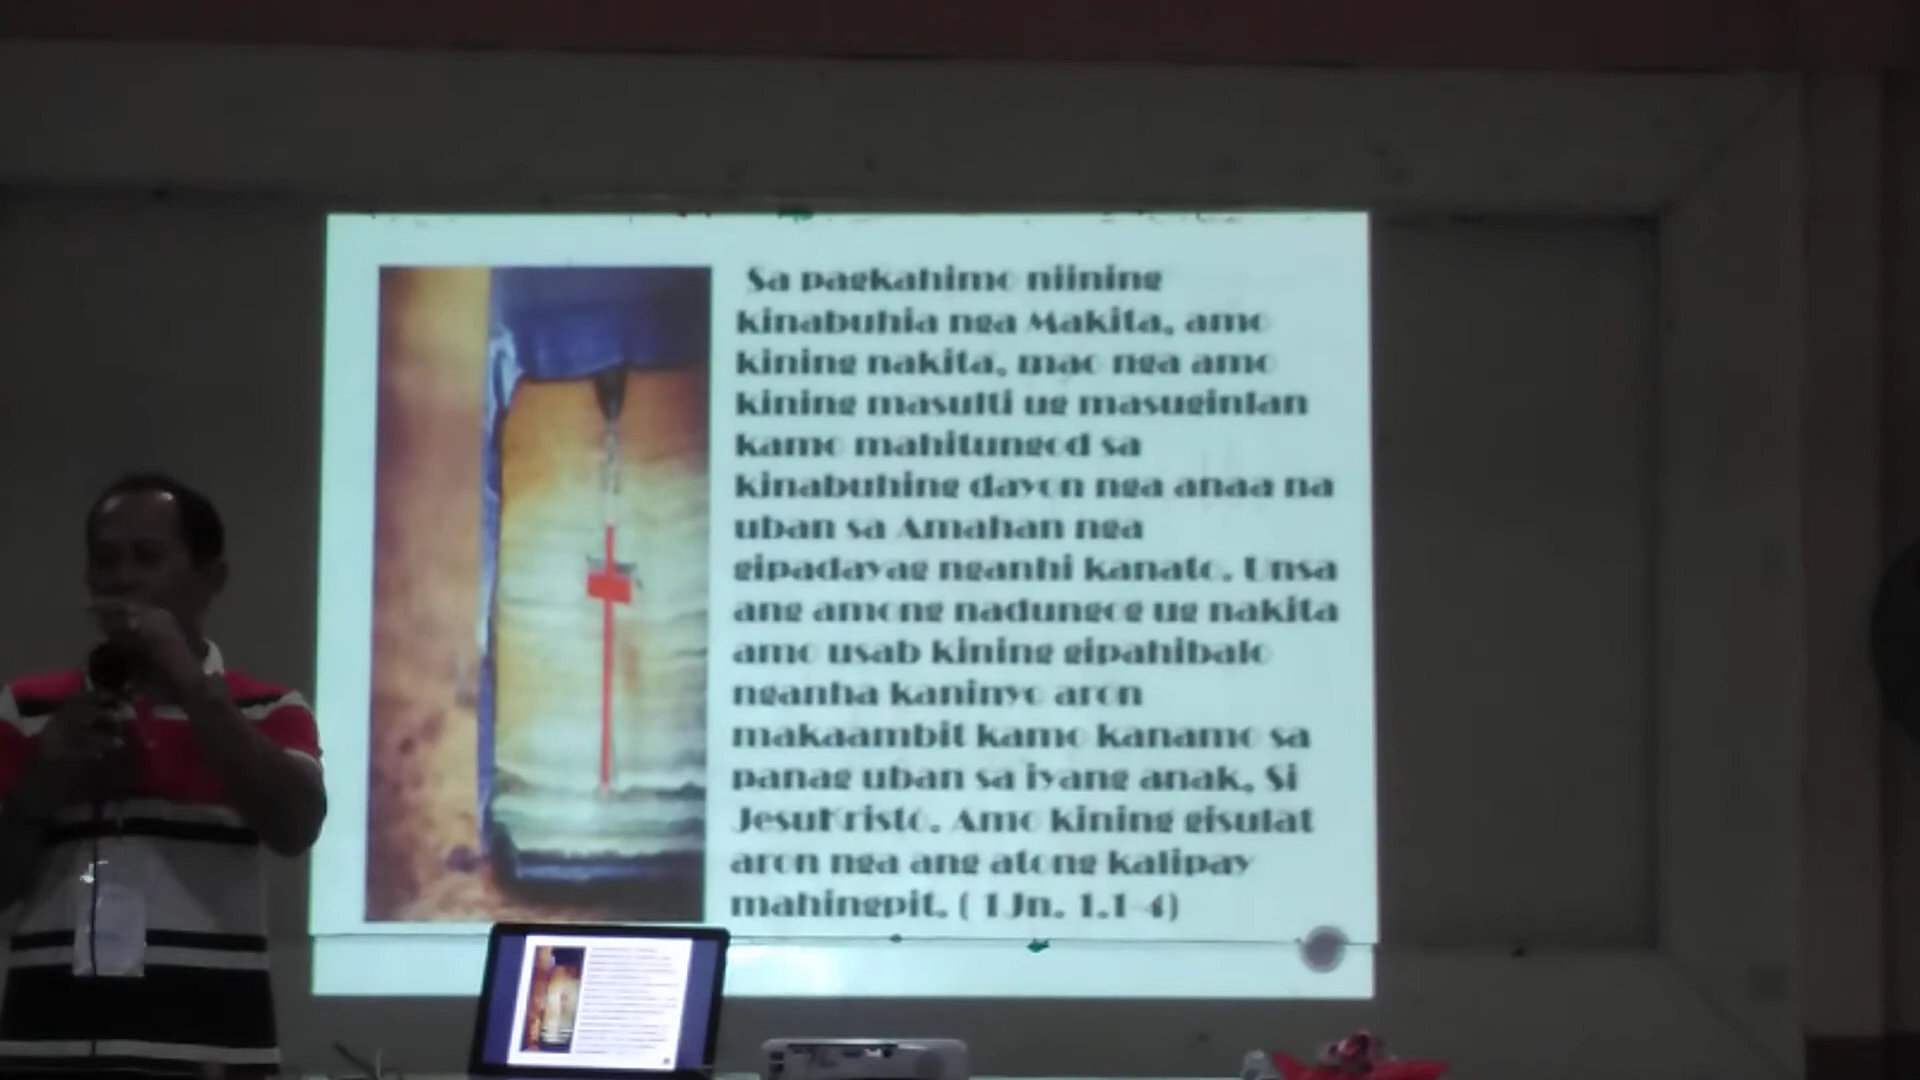 Sa pagkahimo niining
kinabuhia nga Makita, amo
kining nakita, mao nga amo
kining masulti ug masuginlan
kamo mahitungod sa
kinabuhing dayon nga anaa na
uban sa Amahan nga
gipadayag nganhi kanato. Unsa
ang among nadungog ug nakita
amo usab kining gipahibalo
nganha kaninyo aron
makaambit kamo kanamo sa
panag uban sa iyang anak, Si
JesuKristo. Amo kining gisulat
aron nga ang atong kalipay
mahingpit. ( 1Jn. 1.1-4)